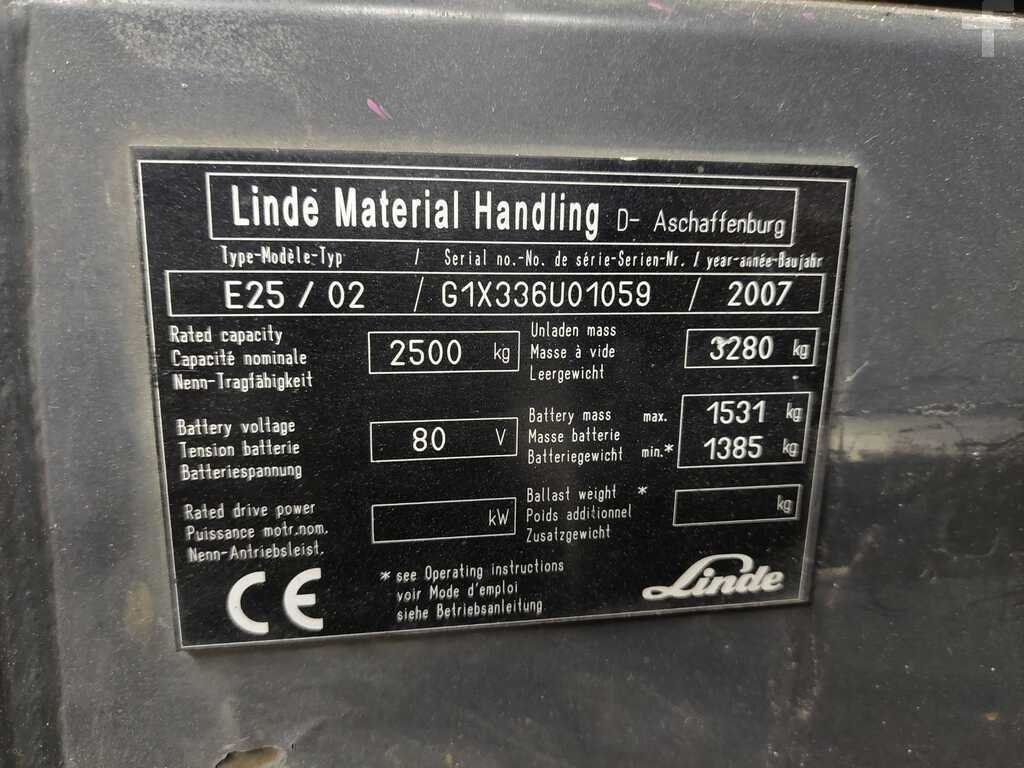 Linde Material Handling D- Aschaffenburg
Type-Modèle-Typ / Serial no.-No. de série-Serien-Nr. / year-année-Baujahr
E25 / 02 / G1X336U01059 / 2007
Rated capacity
Capacité nominale
Nenn-Tragfähigkeit
2500 kg
Unladen mass
Masse à vide
Leergewicht
3280 kg
Battery voltage
Tension batterie
Batteriespannung
80 V
Battery mass max. 1531 kg
Masse batterie
Batteriegewicht min.* 1385 kg
Rated drive power
Puissance motr.nom.
Nenn-Antriebsleist.
kW
Ballast weight *
Poids additionnel
Zusatzgewicht
kg
CE
* see Operating instructions
voir Mode d'emploi
siehe Betriebsanleitung
Linde